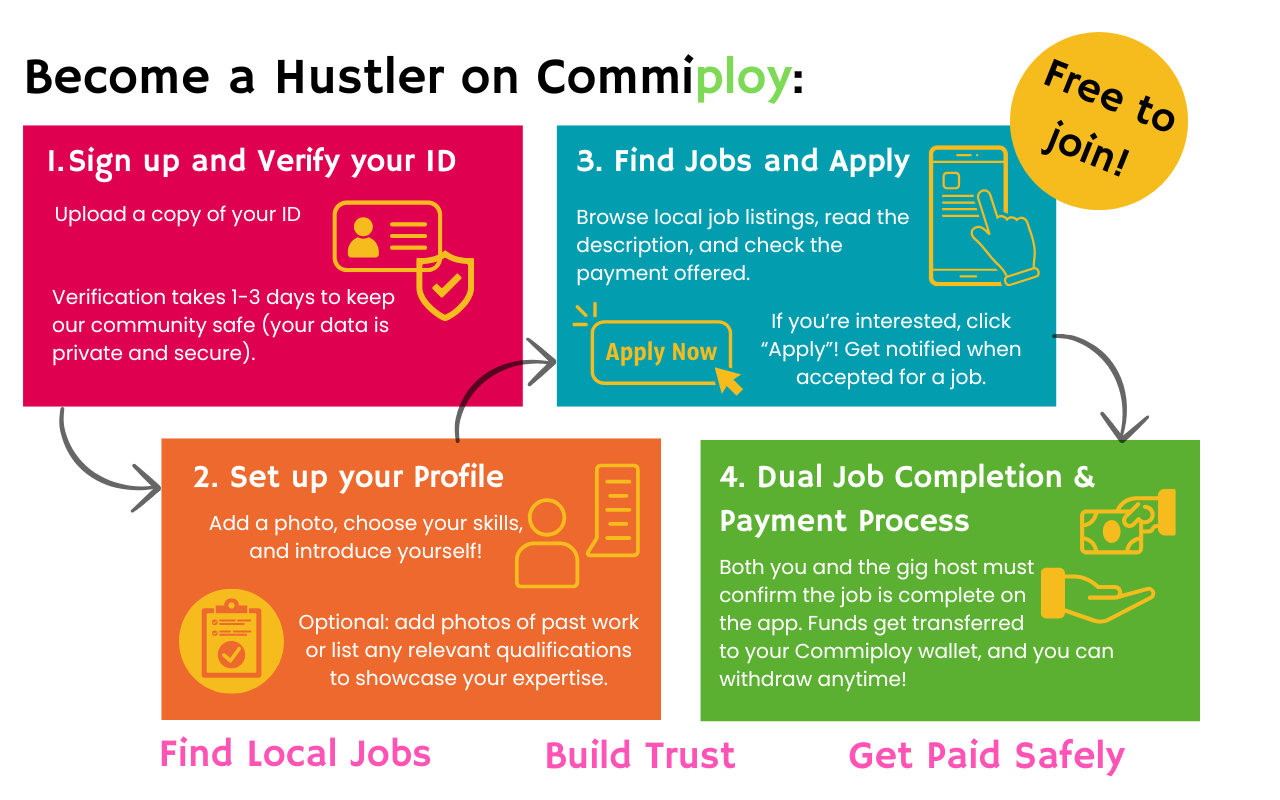 Become a Hustler on Commiploy:
Free to
join!
1.Sign up and Verify your ID
Upload a copy of your ID
Verification takes 1-3 days to keep
our community safe (your data is
private and secure).
2. Set up your Profile
Add a photo, choose your skills,
and introduce yourself!
Optional: add photos of past work
or list any relevant qualifications
to showcase your expertise.
3. Find Jobs and Apply
Browse local job listings, read the
description, and check the
payment offered.
Apply Now
If you’re interested, click
“Apply”! Get notified when
accepted for a job.
4. Dual Job Completion &
Payment Process
Both you and the gig host must
confirm the job is complete on
the app. Funds get transferred
to your Commiploy wallet, and you can
withdraw anytime!
Find Local Jobs
Build Trust
Get Paid Safely